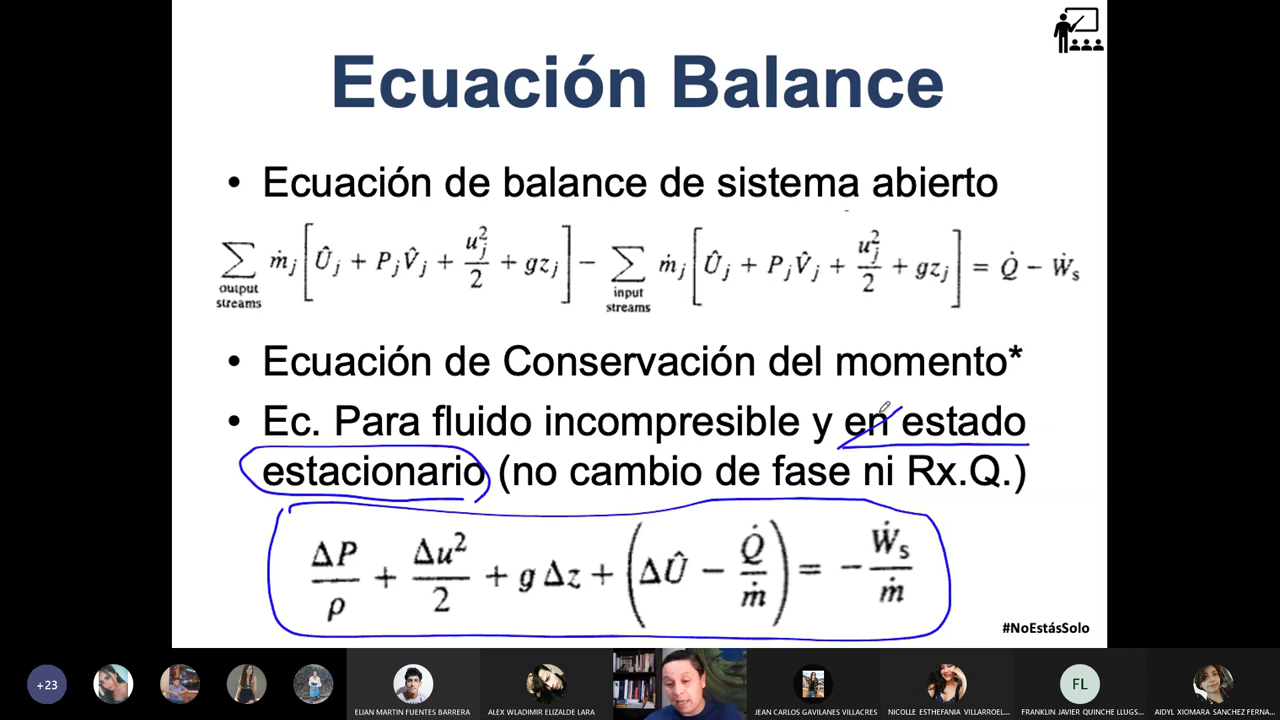 Ecuación Balance
• Ecuación de balance de sistema abierto
∑ output streams ṁj [Ûj + PjV̂j + uj²/2 + gzj] − ∑ input streams ṁj [Ûj + PjV̂j + uj²/2 + gzj] = Q̇ − Ẇs
• Ecuación de Conservación del momento*
• Ec. Para fluido incompresible y en estado
estacionario (no cambio de fase ni Rx.Q.)
ΔP/ρ + Δu²/2 + g Δz + (ΔÛ − Q̇/ṁ) = − Ẇs/ṁ
#NoEstásSolo
+23
ELIAN MARTIN FUENTES BARRERA
ALEX WLADIMIR ELIZALDE LARA
JEAN CARLOS GAVILANES VILLACRES
NICOLLE ESTHEFANIA VILLARROEL...
FL
FRANKLIN JAVIER QUINCHE LLUGS...
AIDYL XIOMARA SANCHEZ FERNA...